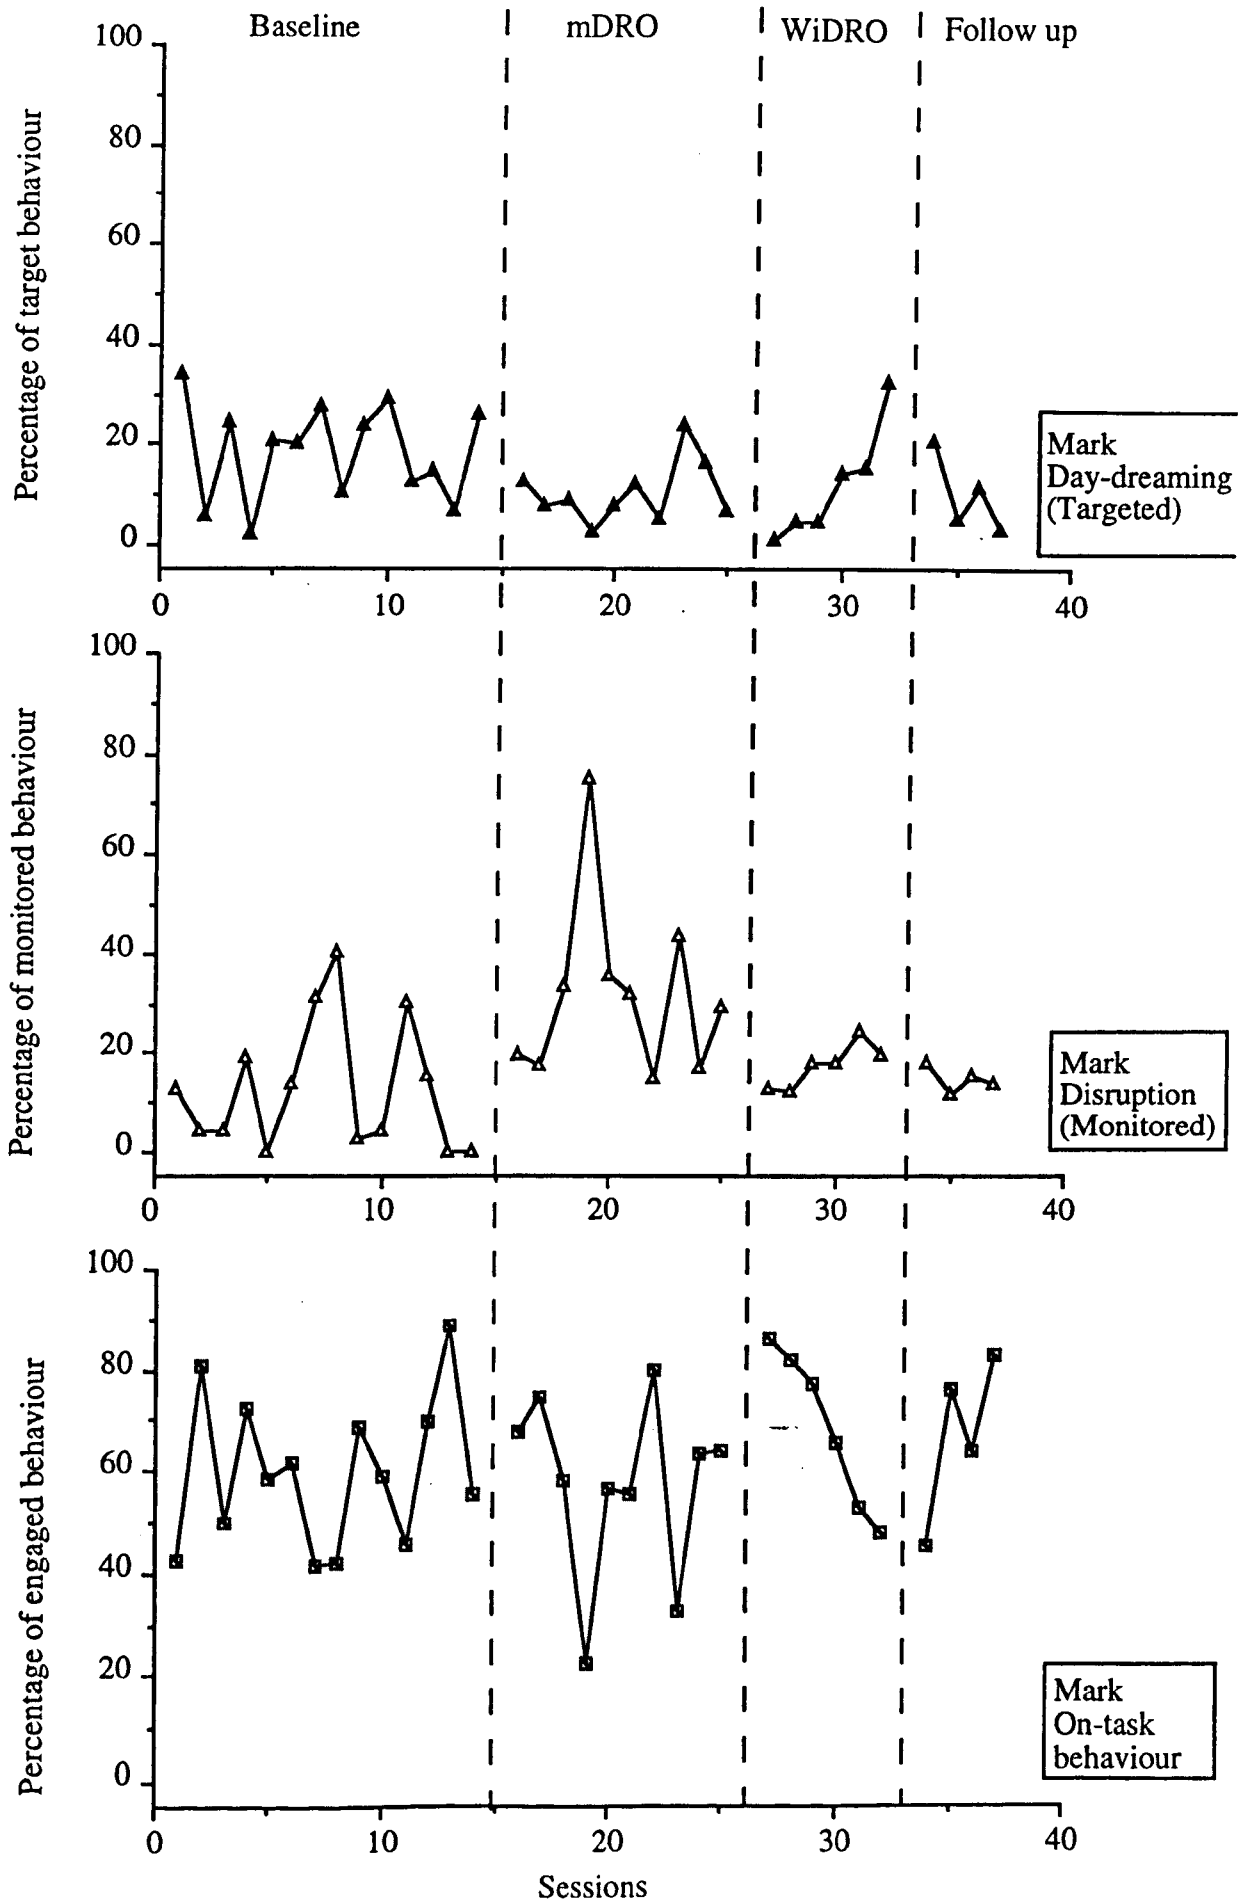 Baseline mDRO WiDRO Follow up
Percentage of target behaviour
100
80
60
40
20
0
0 10 20 30 40
Mark
Day-dreaming
(Targeted)
Percentage of monitored behaviour
100
80
60
40
20
0
0 10 20 30 40
Mark
Disruption
(Monitored)
Percentage of engaged behaviour
100
80
60
40
20
0
0 10 20 30 40
Mark
On-task
behaviour
Sessions